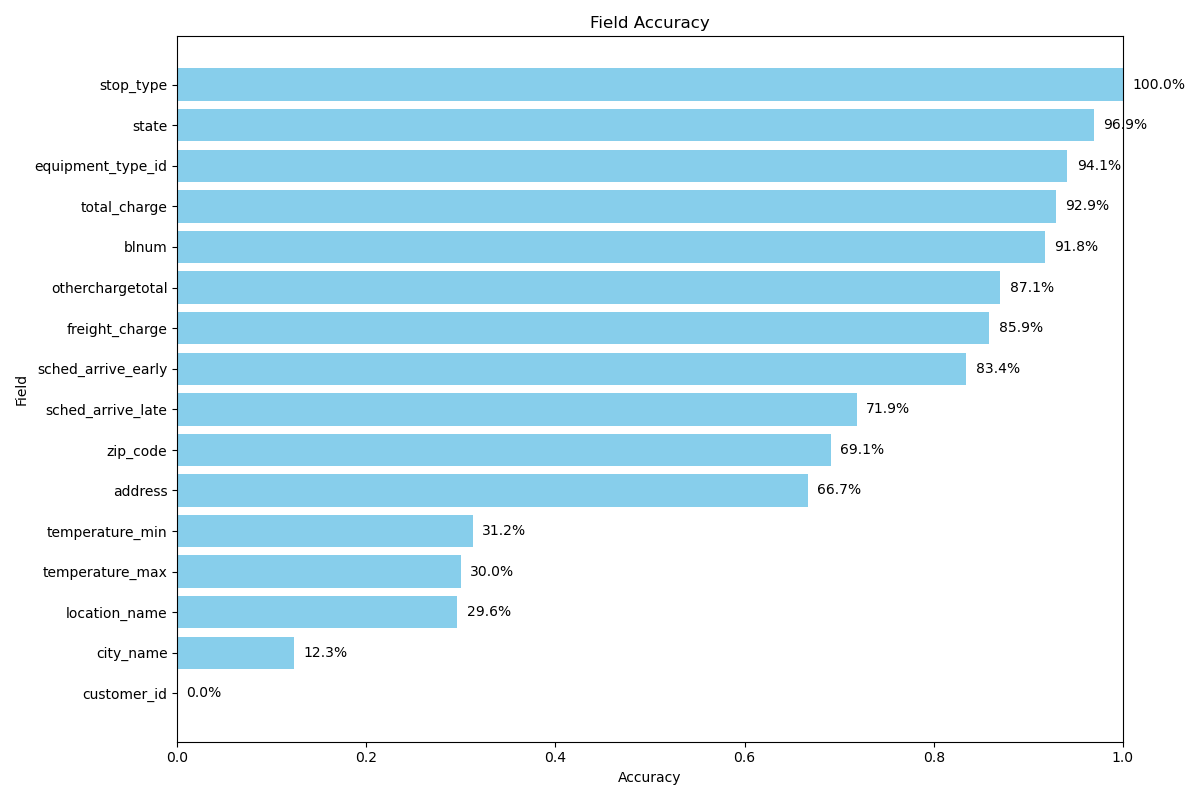 Field Accuracy
stop_type 100.0%
state 96.9%
equipment_type_id 94.1%
total_charge 92.9%
blnum 91.8%
otherchargetotal 87.1%
freight_charge 85.9%
sched_arrive_early 83.4%
sched_arrive_late 71.9%
zip_code 69.1%
address 66.7%
temperature_min 31.2%
temperature_max 30.0%
location_name 29.6%
city_name 12.3%
customer_id 0.0%
Field
0.0 0.2 0.4 0.6 0.8 1.0
Accuracy